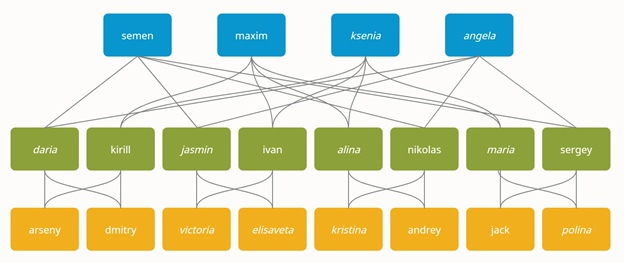 semen
maxim
ksenia
angela
daria
kirill
jasmin
ivan
alina
nikolas
maria
sergey
arseny
dmitry
victoria
elisaveta
kristina
andrey
jack
polina